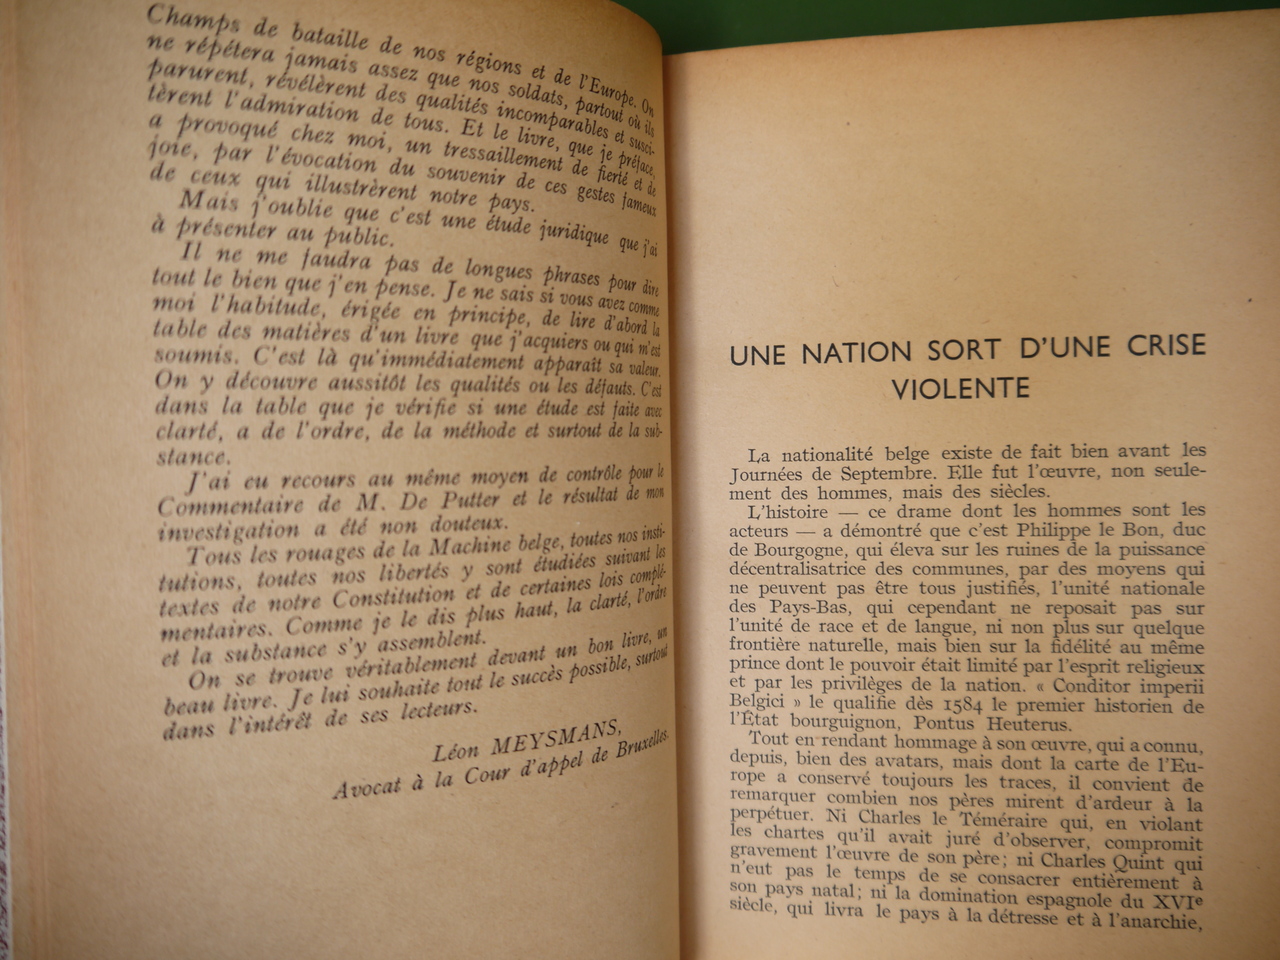 Champs de bataille de nos régions et de l'Europe. On
ne répétera jamais assez que nos soldats, partout où ils
parurent, révélèrent des qualités incomparables et susci-
tèrent l'admiration de tous. Et le livre, que je préface,
a provoqué chez moi, un tressaillement de fierté et de
joie, par l'évocation du souvenir de ces gestes fameux
de ceux qui illustrèrent notre pays.
Mais j'oublie que c'est une étude juridique que j'ai
à présenter au public.
Il ne me faudra pas de longues phrases pour dire
tout le bien que j'en pense. Je ne sais si vous avez comme
moi l'habitude, érigée en principe, de lire d'abord la
table des matières d'un livre que j'acquiers ou qui m'est
soumis. C'est là qu'immédiatement apparaît sa valeur.
On y découvre aussitôt les qualités ou les défauts. C'est
dans la table que je vérifie si une étude est faite avec
clarté, a de l'ordre, de la méthode et surtout de la sub-
stance.
J'ai eu recours au même moyen de contrôle pour le
Commentaire de M. De Putter et le résultat de mon
investigation a été non douteux.
Tous les rouages de la Machine belge, toutes nos insti-
tutions, toutes nos libertés y sont étudiées suivant les
textes de notre Constitution et de certaines lois complé-
mentaires. Comme je le dis plus haut, la clarté, l'ordre
et la substance s'y assemblent.
On se trouve véritablement devant un bon livre, un
beau livre. Je lui souhaite tout le succès possible, surtout
dans l'intérêt de ses lecteurs.
Léon MEYSMANS,
Avocat à la Cour d'appel de Bruxelles.
UNE NATION SORT D'UNE CRISE
VIOLENTE
La nationalité belge existe de fait bien avant les
Journées de Septembre. Elle fut l'œuvre, non seule-
ment des hommes, mais des siècles.
L'histoire — ce drame dont les hommes sont les
acteurs — a démontré que c'est Philippe le Bon, duc
de Bourgogne, qui éleva sur les ruines de la puissance
décentralisatrice des communes, par des moyens qui
ne peuvent pas être tous justifiés, l'unité nationale
des Pays-Bas, qui cependant ne reposait pas sur
l'unité de race et de langue, ni non plus sur quelque
frontière naturelle, mais bien sur la fidélité au même
prince dont le pouvoir était limité par l'esprit religieux
et par les privilèges de la nation. « Conditor imperii
Belgici » le qualifie dès 1584 le premier historien de
l'État bourguignon, Pontus Heuterus.
Tout en rendant hommage à son œuvre, qui a connu,
depuis, bien des avatars, mais dont la carte de l'Eu-
rope a conservé toujours les traces, il convient de
remarquer combien nos pères mirent d'ardeur à la
perpétuer. Ni Charles le Téméraire qui, en violant
les chartes qu'il avait juré d'observer, compromit
gravement l'œuvre de son père; ni Charles Quint qui
n'eut pas le temps de se consacrer entièrement à
son pays natal; ni la domination espagnole du XVIe
siècle, qui livra le pays à la détresse et à l'anarchie,